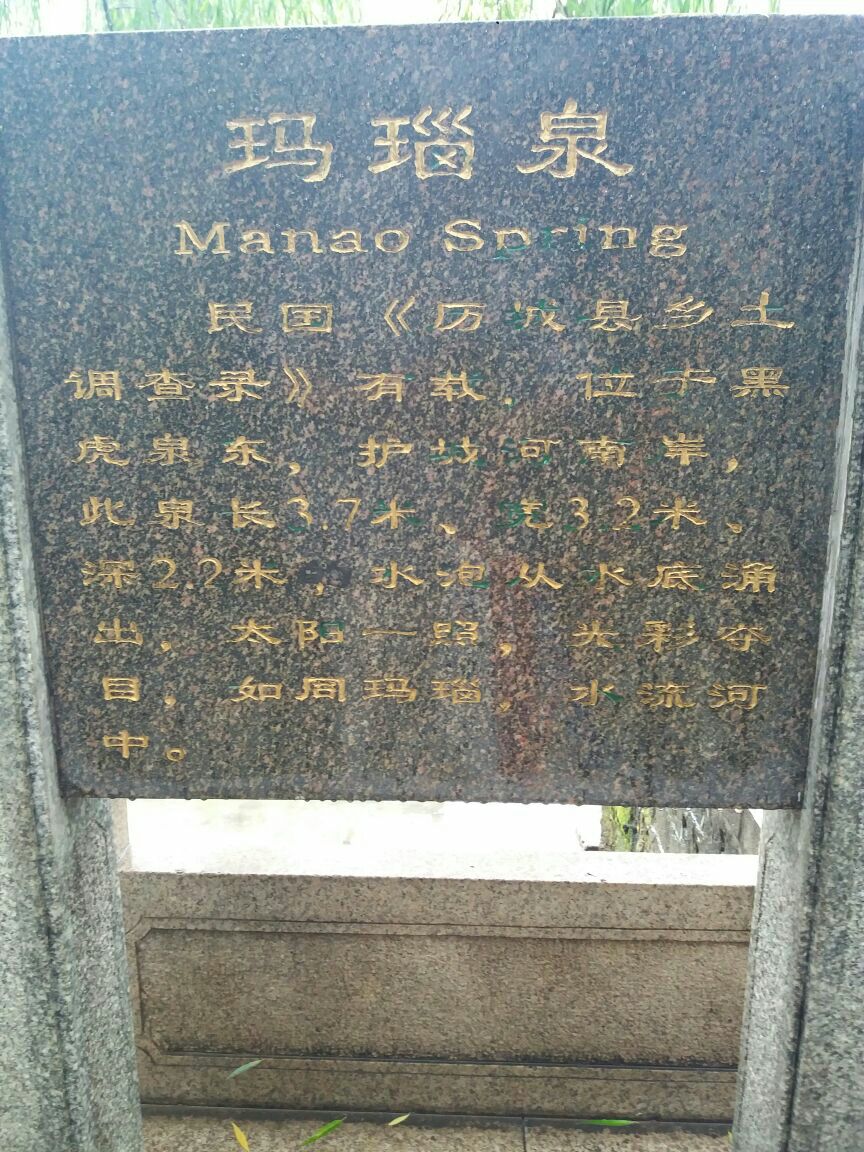 玛瑙泉
Manao Spring
民国《历城县乡土
调查录》有载，位于黑
虎泉东，护城河南岸，
此泉长3.7米、宽3.2米、
深2.2米，水泡从水底涌
出，太阳一照，光彩夺
目，如同玛瑙，水流河
中。